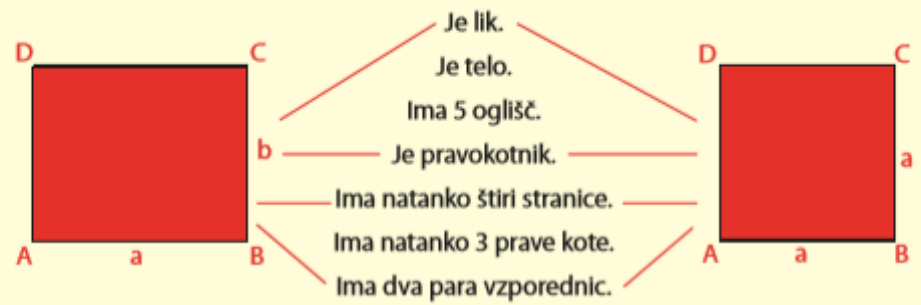 Je lik.
D C D C
Je telo.
Ima 5 oglišč.
b Je pravokotnik. a
Ima natanko štiri stranice.
Ima natanko 3 prave kote.
A a B A a B
Ima dva para vzporednic.